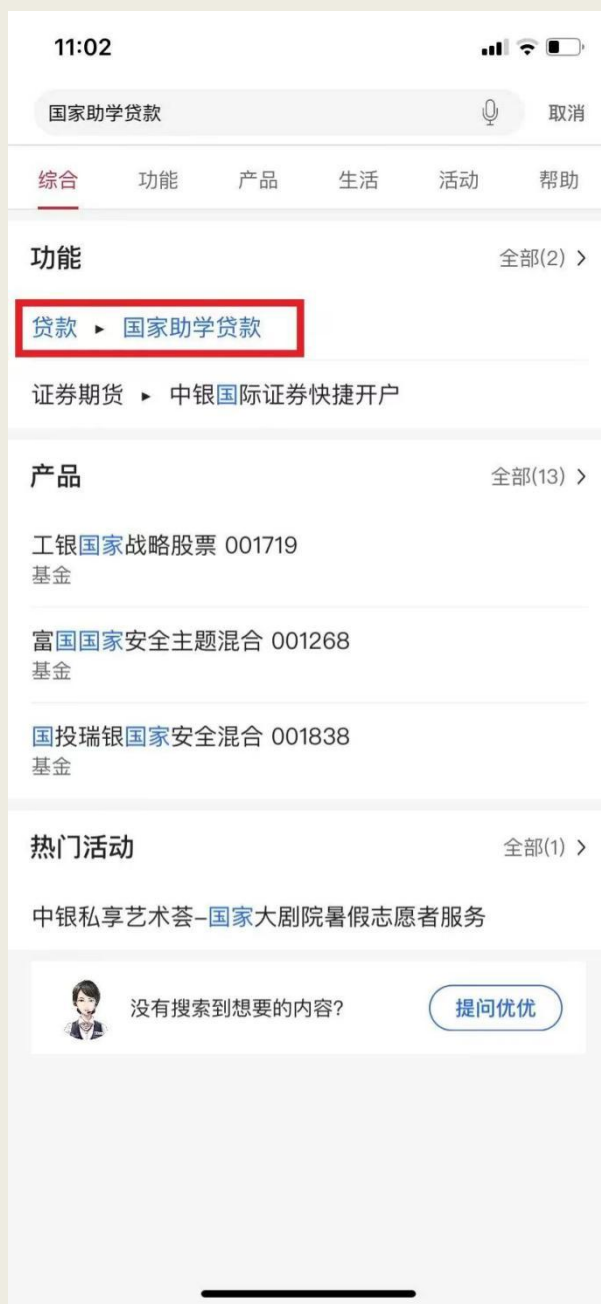 11:02
国家助学贷款 取消
综合 功能 产品 生活 活动 帮助
功能 全部(2) >
贷款 ▸ 国家助学贷款
证券期货 ▸ 中银国际证券快捷开户
产品 全部(13) >
工银国家战略股票 001719
基金
富国国家安全主题混合 001268
基金
国投瑞银国家安全混合 001838
基金
热门活动 全部(1) >
中银私享艺术荟–国家大剧院暑假志愿者服务
没有搜索到想要的内容? 提问优优